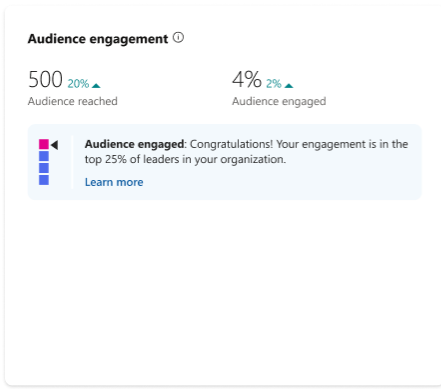 Audience engagement
500 20%
Audience reached
4% 2%
Audience engaged
Audience engaged: Congratulations! Your engagement is in the
top 25% of leaders in your organization.
Learn more